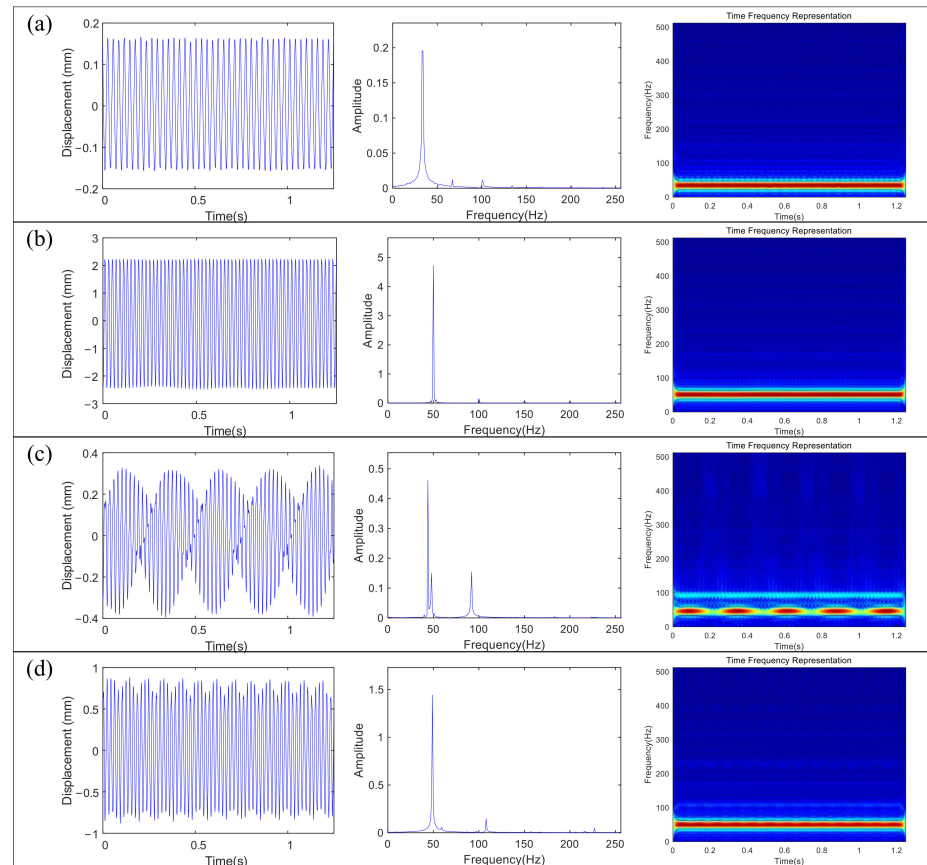 (a)
0.2
0.1
0
−0.1
−0.2
Displacement (mm)
0
0.5
1
Time(s)
0.2
0.15
0.1
0.05
0
Amplitude
0 50 100 150 200 250
Frequency(Hz)
Time Frequency Representation
500
400
300
200
100
0
Frequency(Hz)
0 0.2 0.4 0.6 0.8 1 1.2
Time(s)
(b)
3
2
1
0
−1
−2
−3
Displacement (mm)
0.5
1
Time(s)
5
4
3
2
1
0
Amplitude
0 50 100 150 200 250
Frequency(Hz)
Time Frequency Representation
500
400
300
200
100
0
Frequency(Hz)
0 0.2 0.4 0.6 0.8 1 1.2
Time(s)
(c)
0.4
0.2
0
−0.2
−0.4
Displacement (mm)
0
0.5
1
Time(s)
0.5
0.4
0.3
0.2
0.1
0
Amplitude
0 50 100 150 200 250
Frequency(Hz)
Time Frequency Representation
500
400
300
200
100
0
Frequency(Hz)
0 0.2 0.4 0.6 0.8 1 1.2
Time(s)
(d)
1
0.5
0
−0.5
−1
Displacement (mm)
0
0.5
1
Time(s)
1.5
1
0.5
0
Amplitude
0 50 100 150 200 250
Frequency(Hz)
Time Frequency Representation
500
400
300
200
100
0
Frequency(Hz)
0 0.2 0.4 0.6 0.8 1 1.2
Time(s)